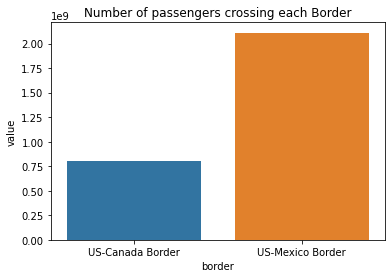 Number of passengers crossing each Border
1e9
2.00
1.75
1.50
1.25
1.00
0.75
0.50
0.25
0.00
value
US-Canada Border
US-Mexico Border
border